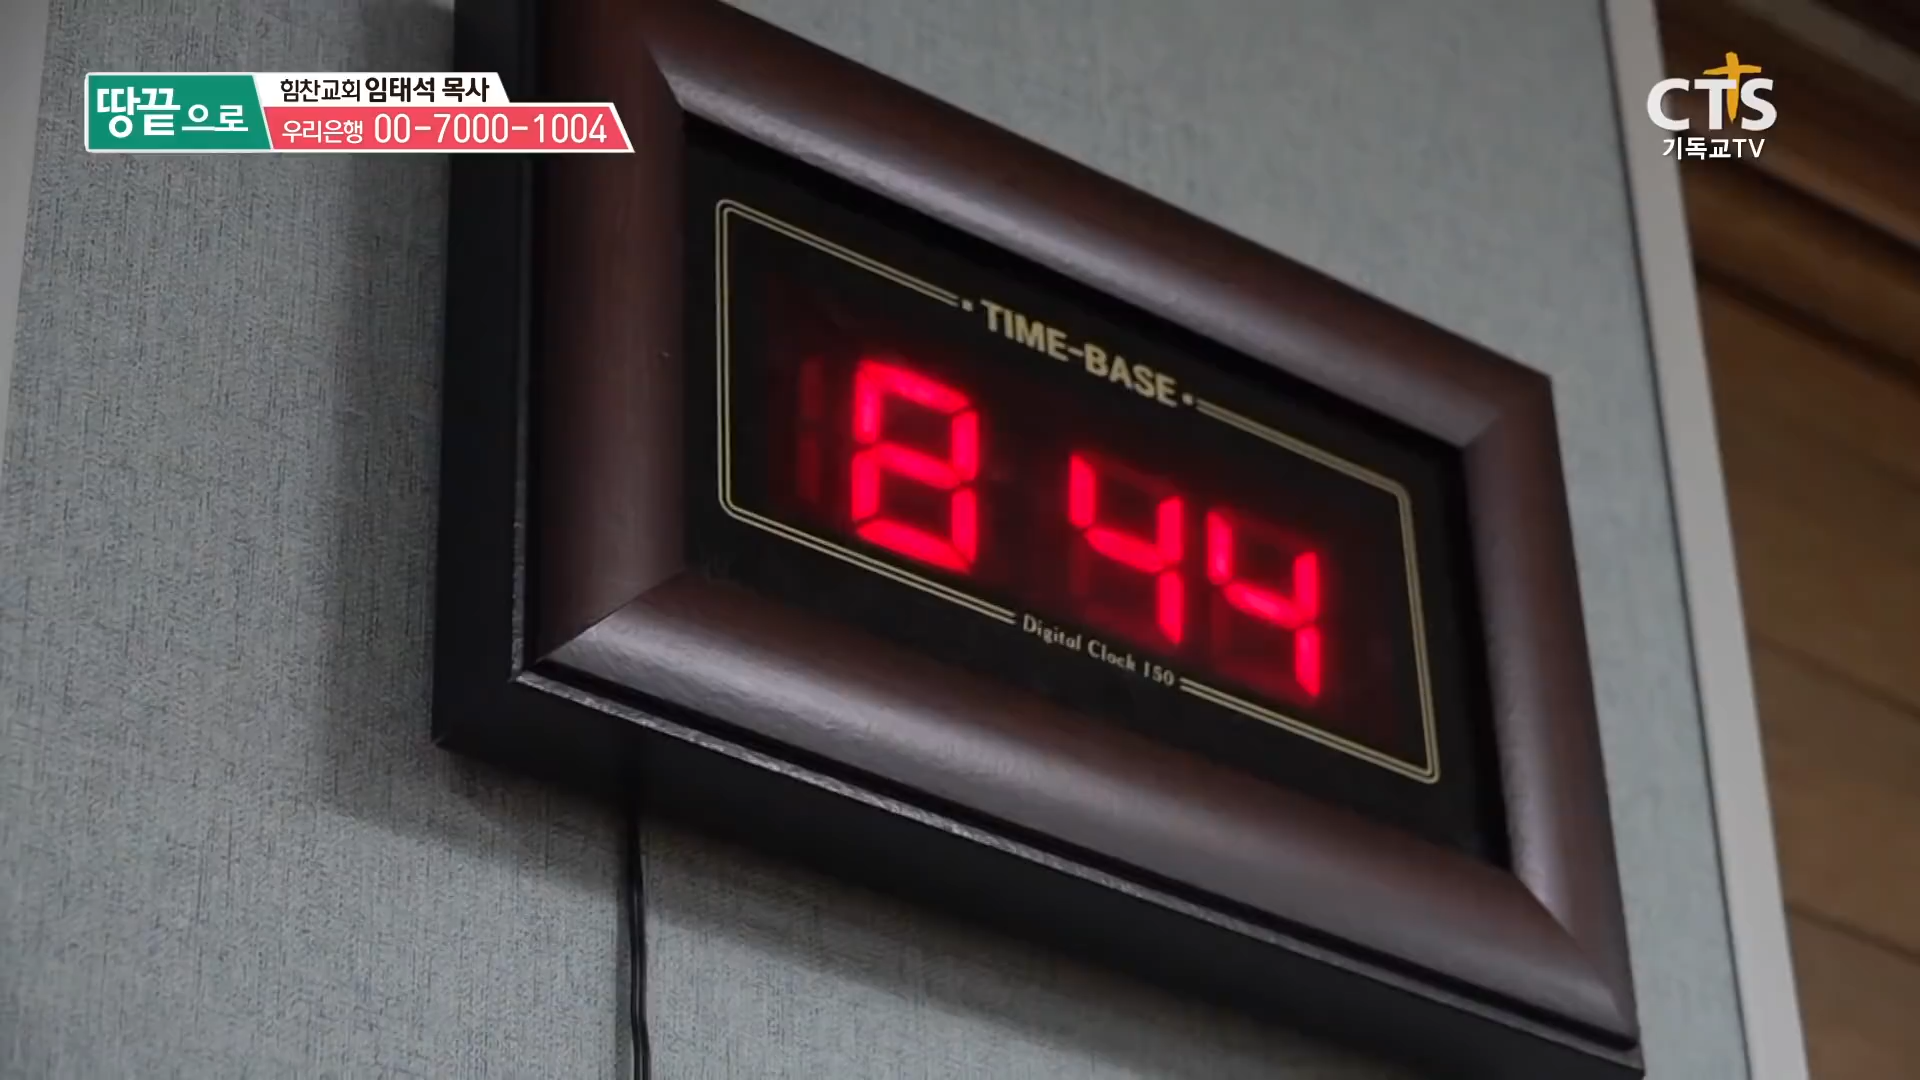 땅끝으로
힘찬교회 임태석 목사
우리은행 00-7000-1004
CTS
기독교TV
TIME-BASE
8 44
Digital Clock 150